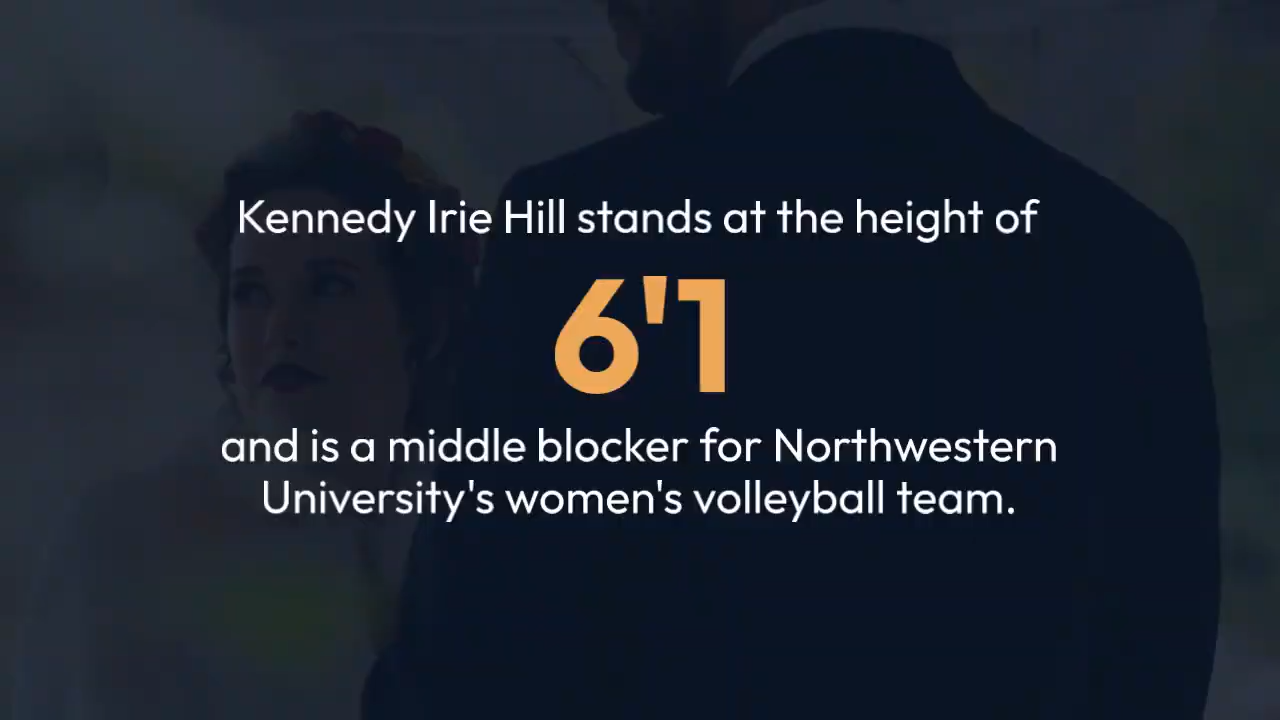 Kennedy Irie Hill stands at the height of
6'1
and is a middle blocker for Northwestern
University's women's volleyball team.